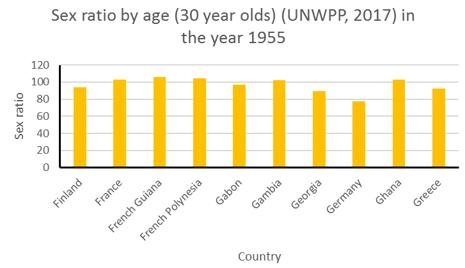 Sex ratio by age (30 year olds) (UNWPP, 2017) in
the year 1955
120
100
80
60
40
20
0
Sex ratio
Finland
France
French Guiana
French Polynesia
Gabon
Gambia
Georgia
Germany
Ghana
Greece
Country